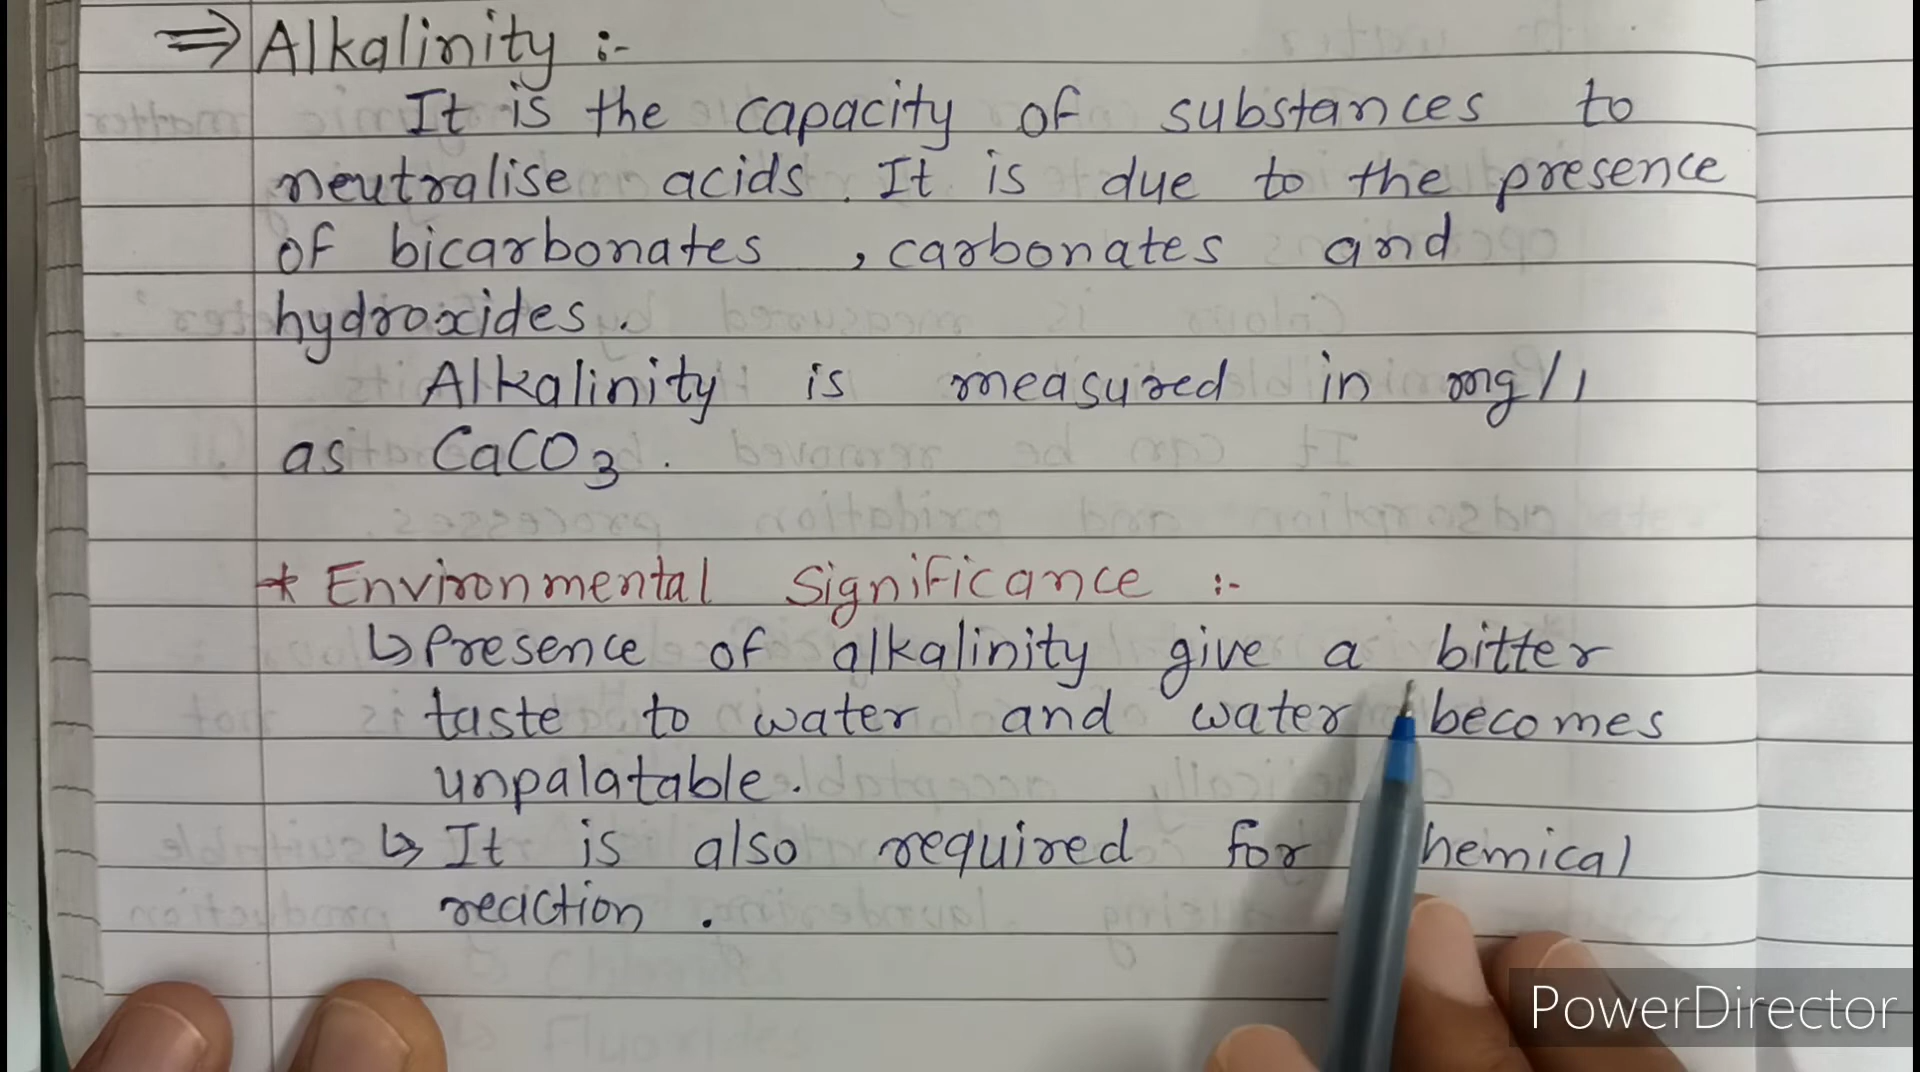 ⇒ Alkalinity :-
It is the capacity of substances to
neutralise acids. It is due to the presence
of bicarbonates , carbonates and
hydroxides.
Alkalinity is measured in mg/l
as CaCO3 .
* Environmental Significance :-
↳ Presence of alkalinity give a bitter
taste to water and water becomes
unpalatable.
↳ It is also required for hemical
reaction .
PowerDirector